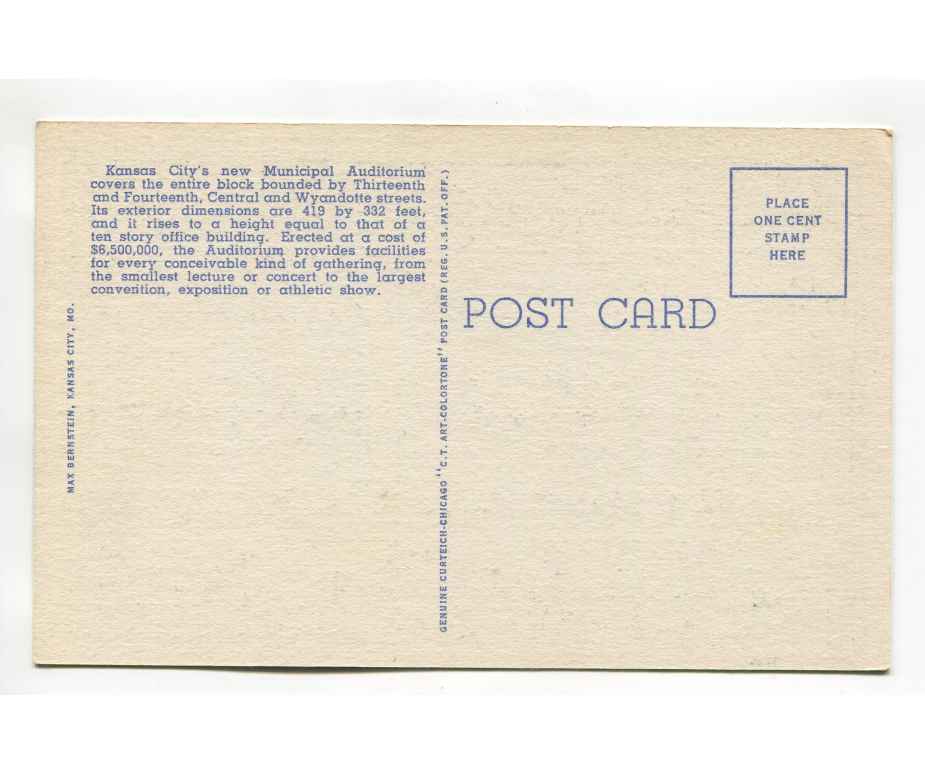 Kansas City's new Municipal Auditorium
covers the entire block bounded by Thirteenth
and Fourteenth, Central and Wyandotte streets.
Its exterior dimensions are 419 by 332 feet,
and it rises to a height equal to that of a
ten story office building. Erected at a cost of
$6,500,000, the Auditorium provides facilities
for every conceivable kind of gathering, from
the smallest lecture or concert to the largest
convention, exposition or athletic show.
MAX BERNSTEIN, KANSAS CITY, MO.
GENUINE CURTEICH-CHICAGO "C.T. ART-COLORTONE" POST CARD (REG. U.S. PAT. OFF.)
POST CARD
PLACE
ONE CENT
STAMP
HERE